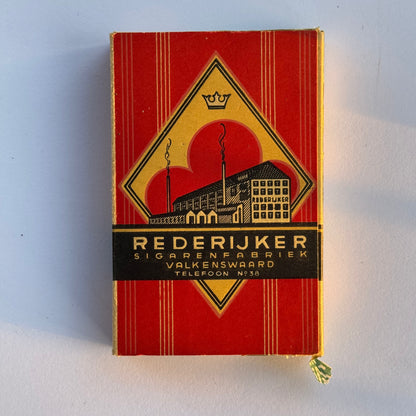 REDERIJKER
REDERIJKER
SIGARENFABRIEK
VALKENSWAARD
TELEFOON No 38